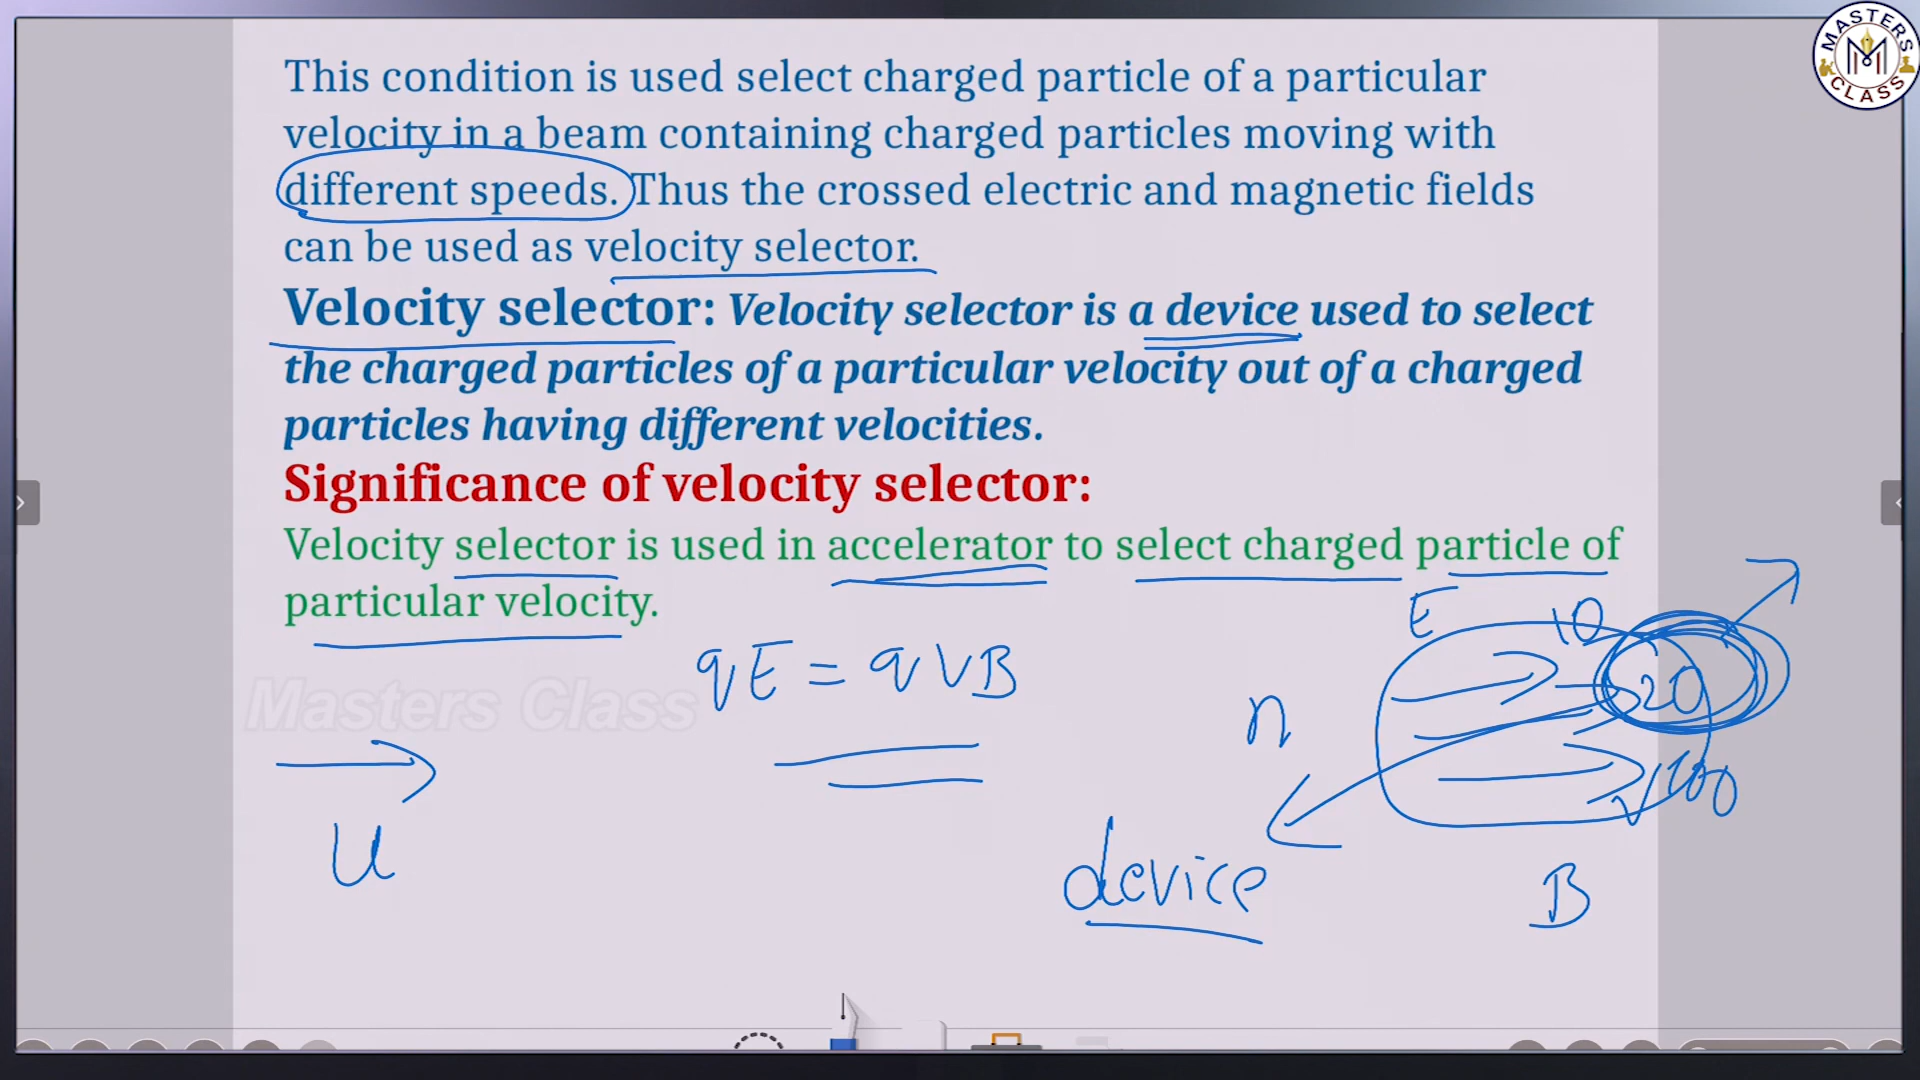 This condition is used select charged particle of a particular
velocity in a beam containing charged particles moving with
different speeds. Thus the crossed electric and magnetic fields
can be used as velocity selector.
Velocity selector: Velocity selector is a device used to select
the charged particles of a particular velocity out of a charged
particles having different velocities.
Significance of velocity selector:
Velocity selector is used in accelerator to select charged particle of
particular velocity.
E 10
qE = qVB
20
Masters Class
n
100
u
device
B
MASTERS
CLASS